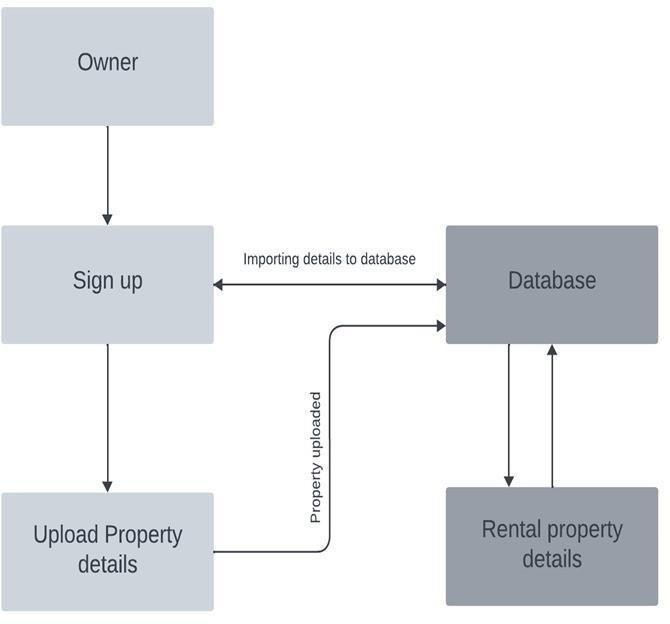 Owner
Sign up
Importing details to database
Database
Property uploaded
Upload Property
details
Rental property
details